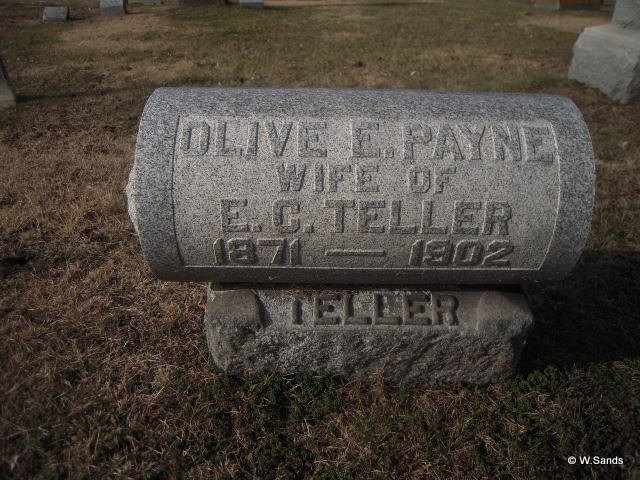 OLIVE E. PAYNE
WIFE OF
E. C. TELLER
1871 — 1902
TELLER
© W.Sands